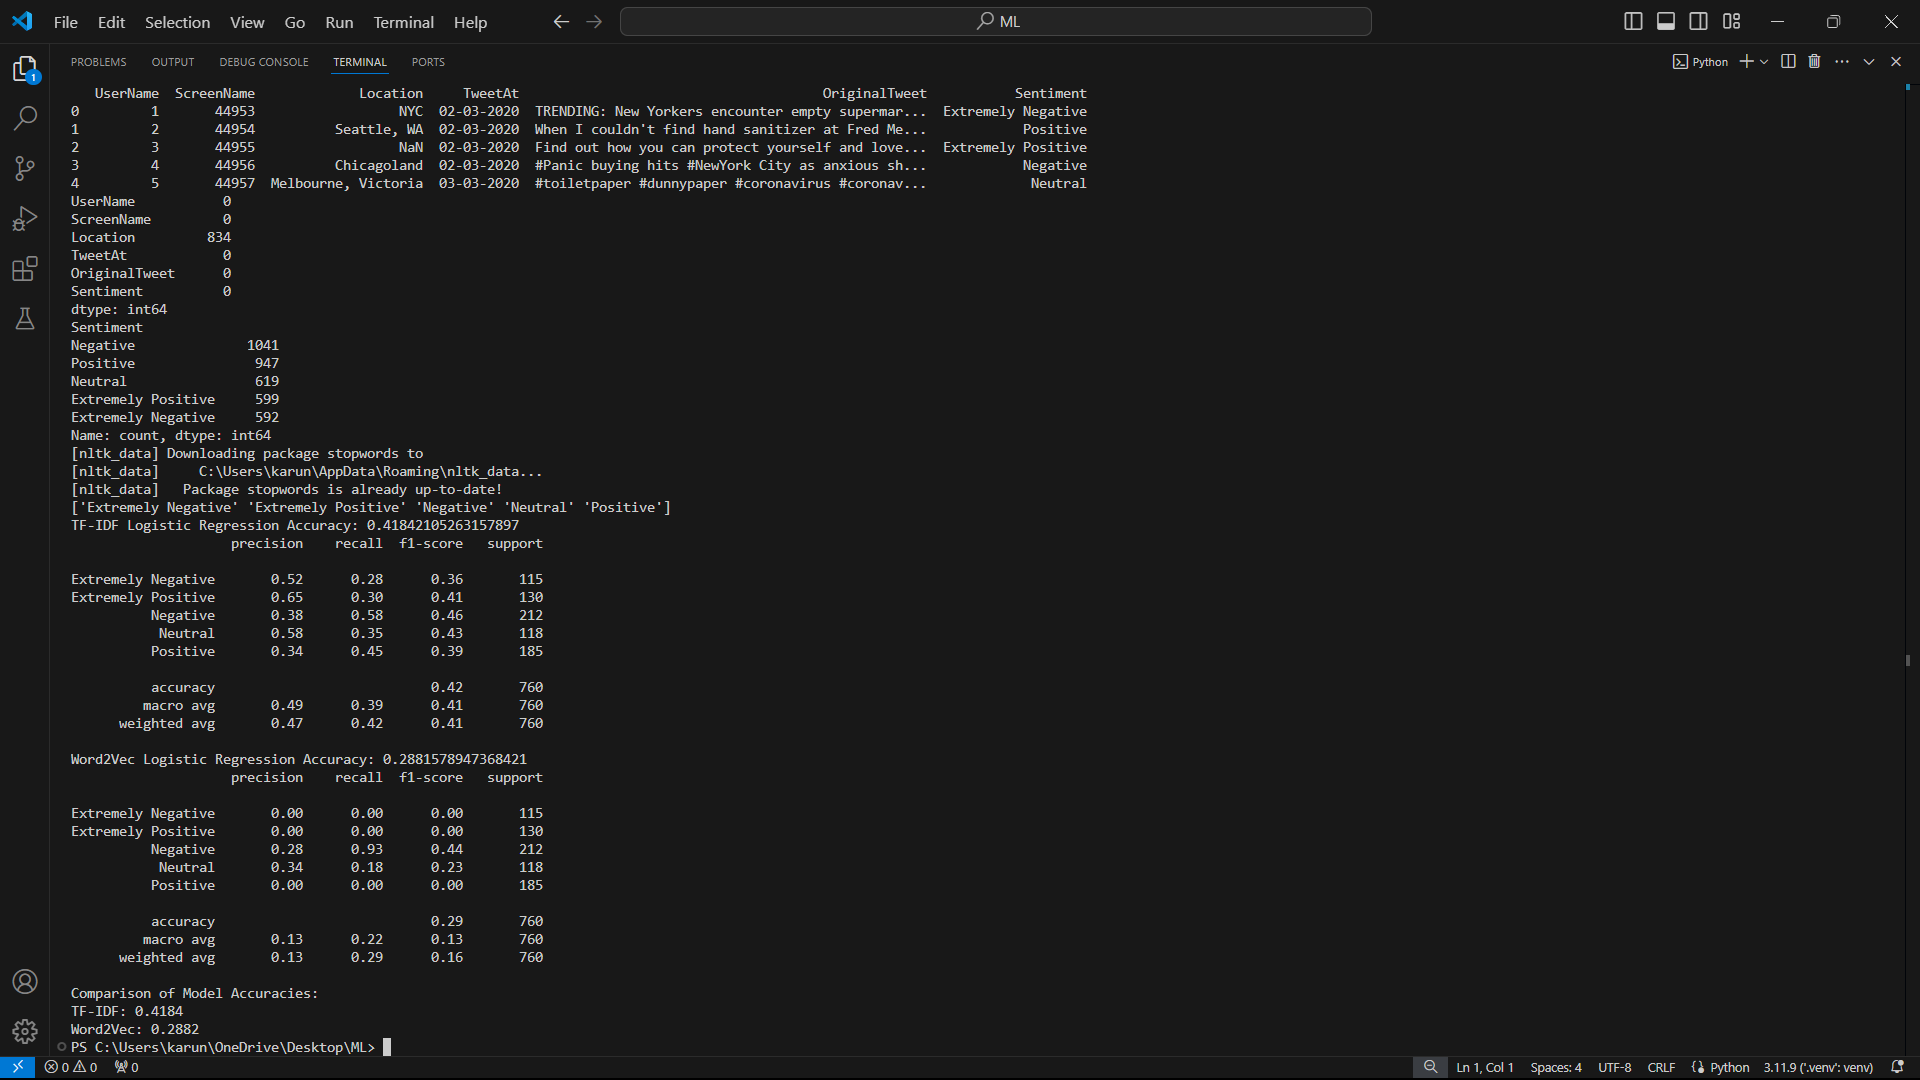 File Edit Selection View Go Run Terminal Help ML
PROBLEMS OUTPUT DEBUG CONSOLE TERMINAL PORTS Python
1
UserName ScreenName Location TweetAt OriginalTweet Sentiment
0 1 44953 NYC 02-03-2020 TRENDING: New Yorkers encounter empty supermar... Extremely Negative
1 2 44954 Seattle, WA 02-03-2020 When I couldn't find hand sanitizer at Fred Me... Positive
2 3 44955 NaN 02-03-2020 Find out how you can protect yourself and love... Extremely Positive
3 4 44956 Chicagoland 02-03-2020 #Panic buying hits #NewYork City as anxious sh... Negative
4 5 44957 Melbourne, Victoria 03-03-2020 #toiletpaper #dunnypaper #coronavirus #coronav... Neutral
UserName 0
ScreenName 0
Location 834
TweetAt 0
OriginalTweet 0
Sentiment 0
dtype: int64
Sentiment
Negative 1041
Positive 947
Neutral 619
Extremely Positive 599
Extremely Negative 592
Name: count, dtype: int64
[nltk_data] Downloading package stopwords to
[nltk_data] C:\Users\karun\AppData\Roaming\nltk_data...
[nltk_data] Package stopwords is already up-to-date!
['Extremely Negative' 'Extremely Positive' 'Negative' 'Neutral' 'Positive']
TF-IDF Logistic Regression Accuracy: 0.41842105263157897
precision recall f1-score support
Extremely Negative 0.52 0.28 0.36 115
Extremely Positive 0.65 0.30 0.41 130
Negative 0.38 0.58 0.46 212
Neutral 0.58 0.35 0.43 118
Positive 0.34 0.45 0.39 185
accuracy 0.42 760
macro avg 0.49 0.39 0.41 760
weighted avg 0.47 0.42 0.41 760
Word2Vec Logistic Regression Accuracy: 0.2881578947368421
precision recall f1-score support
Extremely Negative 0.00 0.00 0.00 115
Extremely Positive 0.00 0.00 0.00 130
Negative 0.28 0.93 0.44 212
Neutral 0.34 0.18 0.23 118
Positive 0.00 0.00 0.00 185
accuracy 0.29 760
macro avg 0.13 0.22 0.13 760
weighted avg 0.13 0.29 0.16 760
Comparison of Model Accuracies:
TF-IDF: 0.4184
Word2Vec: 0.2882
PS C:\Users\karun\OneDrive\Desktop\ML>
0 0 0 Ln 1, Col 1 Spaces: 4 UTF-8 CRLF Python 3.11.9 ('.venv': venv)